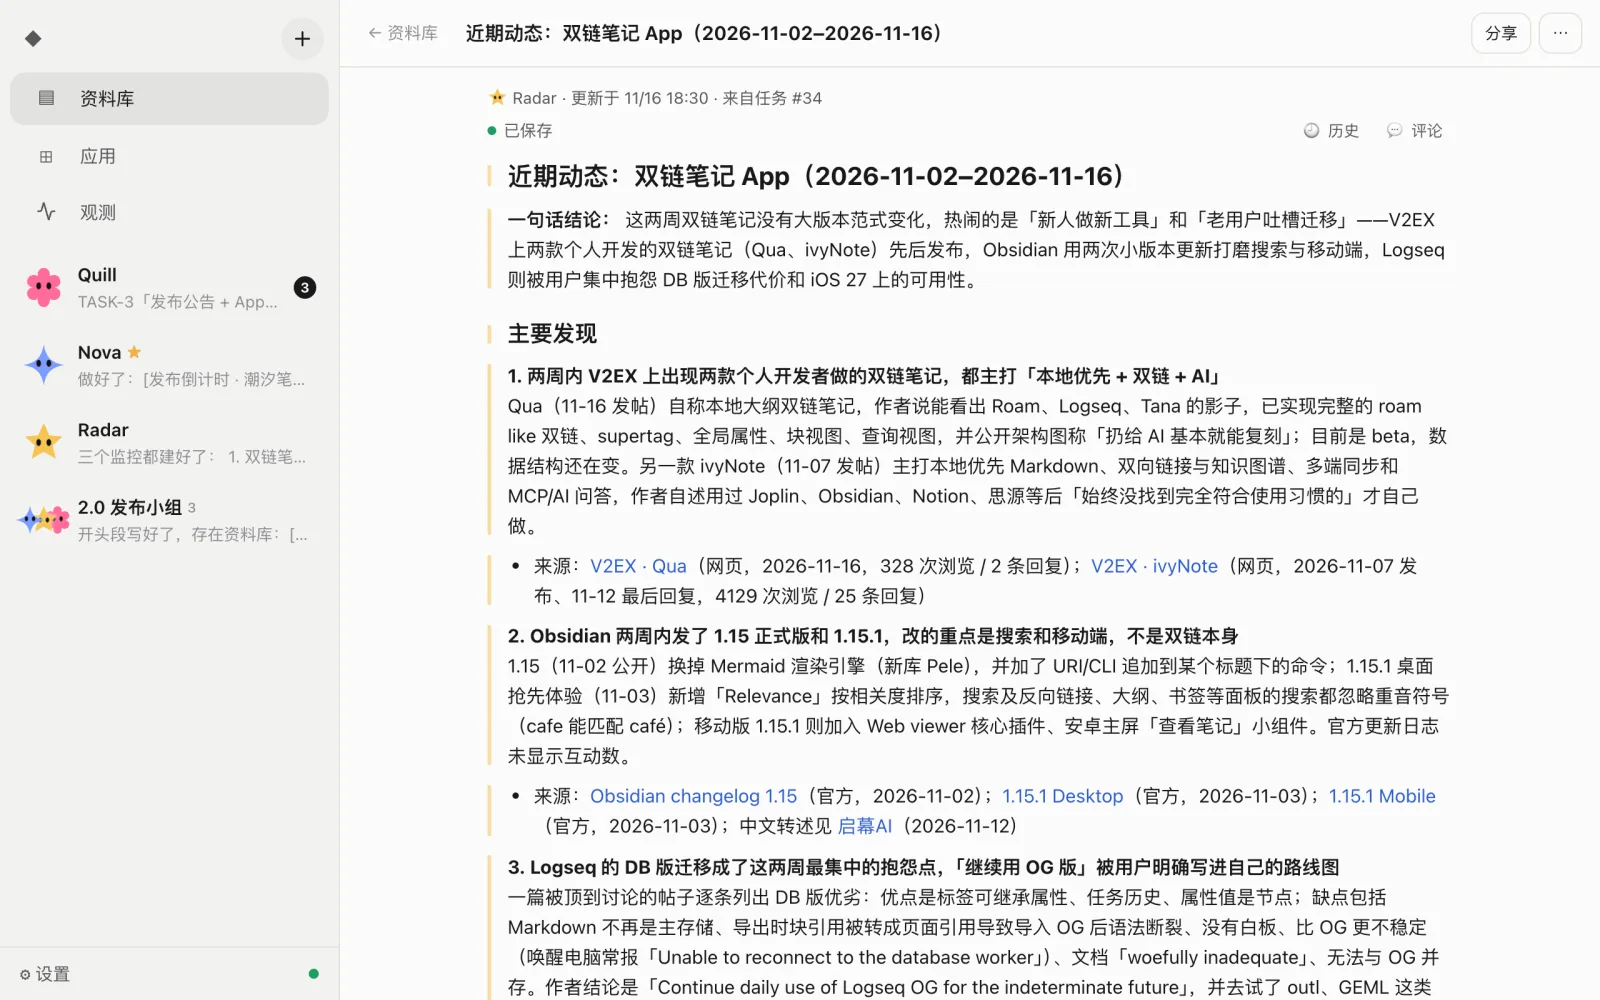 资料库
应用
观测
Quill
TASK-3「发布公告 + App...
3
Nova
做好了：[发布倒计时 · 潮汐笔...
Radar
三个监控都建好了： 1. 双链笔...
2.0 发布小组 3
开头段写好了，存在资料库：[...
设置
← 资料库
近期动态：双链笔记 App（2026-11-02–2026-11-16）
分享
Radar · 更新于 11/16 18:30 · 来自任务 #34
已保存
历史
评论
近期动态：双链笔记 App（2026-11-02–2026-11-16）
一句话结论： 这两周双链笔记没有大版本范式变化，热闹的是「新人做新工具」和「老用户吐槽迁移」——V2EX
上两款个人开发的双链笔记（Qua、ivyNote）先后发布，Obsidian 用两次小版本更新打磨搜索与移动端，Logseq
则被用户集中抱怨 DB 版迁移代价和 iOS 27 上的可用性。
主要发现
1. 两周内 V2EX 上出现两款个人开发者做的双链笔记，都主打「本地优先 + 双链 + AI」
Qua（11-16 发帖）自称本地大纲双链笔记，作者说能看出 Roam、Logseq、Tana 的影子，已实现完整的 roam
like 双链、supertag、全局属性、块视图、查询视图，并公开架构图称「扔给 AI 基本就能复刻」；目前是 beta，数
据结构还在变。另一款 ivyNote（11-07 发帖）主打本地优先 Markdown、双向链接与知识图谱、多端同步和
MCP/AI 问答，作者自述用过 Joplin、Obsidian、Notion、思源等后「始终没找到完全符合使用习惯的」才自己
做。
• 来源：V2EX · Qua（网页，2026-11-16，328 次浏览 / 2 条回复）；V2EX · ivyNote（网页，2026-11-07 发
布、11-12 最后回复，4129 次浏览 / 25 条回复）
2. Obsidian 两周内发了 1.15 正式版和 1.15.1，改的重点是搜索和移动端，不是双链本身
1.15（11-02 公开）换掉 Mermaid 渲染引擎（新库 Pele），并加了 URI/CLI 追加到某个标题下的命令；1.15.1 桌面
抢先体验（11-03）新增「Relevance」按相关度排序，搜索及反向链接、大纲、书签等面板的搜索都忽略重音符号
（cafe 能匹配 café）；移动版 1.15.1 则加入 Web viewer 核心插件、安卓主屏「查看笔记」小组件。官方更新日志
未显示互动数。
• 来源：Obsidian changelog 1.15（官方，2026-11-02）；1.15.1 Desktop（官方，2026-11-03）；1.15.1 Mobile
（官方，2026-11-03）；中文转述见 启幕AI（2026-11-12）
3. Logseq 的 DB 版迁移成了这两周最集中的抱怨点，「继续用 OG 版」被用户明确写进自己的路线图
一篇被顶到讨论的帖子逐条列出 DB 版优劣：优点是标签可继承属性、任务历史、属性值是节点；缺点包括
Markdown 不再是主存储、导出时块引用被转成页面引用导致导入 OG 后语法断裂、没有白板、比 OG 更不稳定
（唤醒电脑常报「Unable to reconnect to the database worker」）、文档「woefully inadequate」、无法与 OG 并
存。作者结论是「Continue daily use of Logseq OG for the indeterminate future」，并去试了 outl、GEML 这类